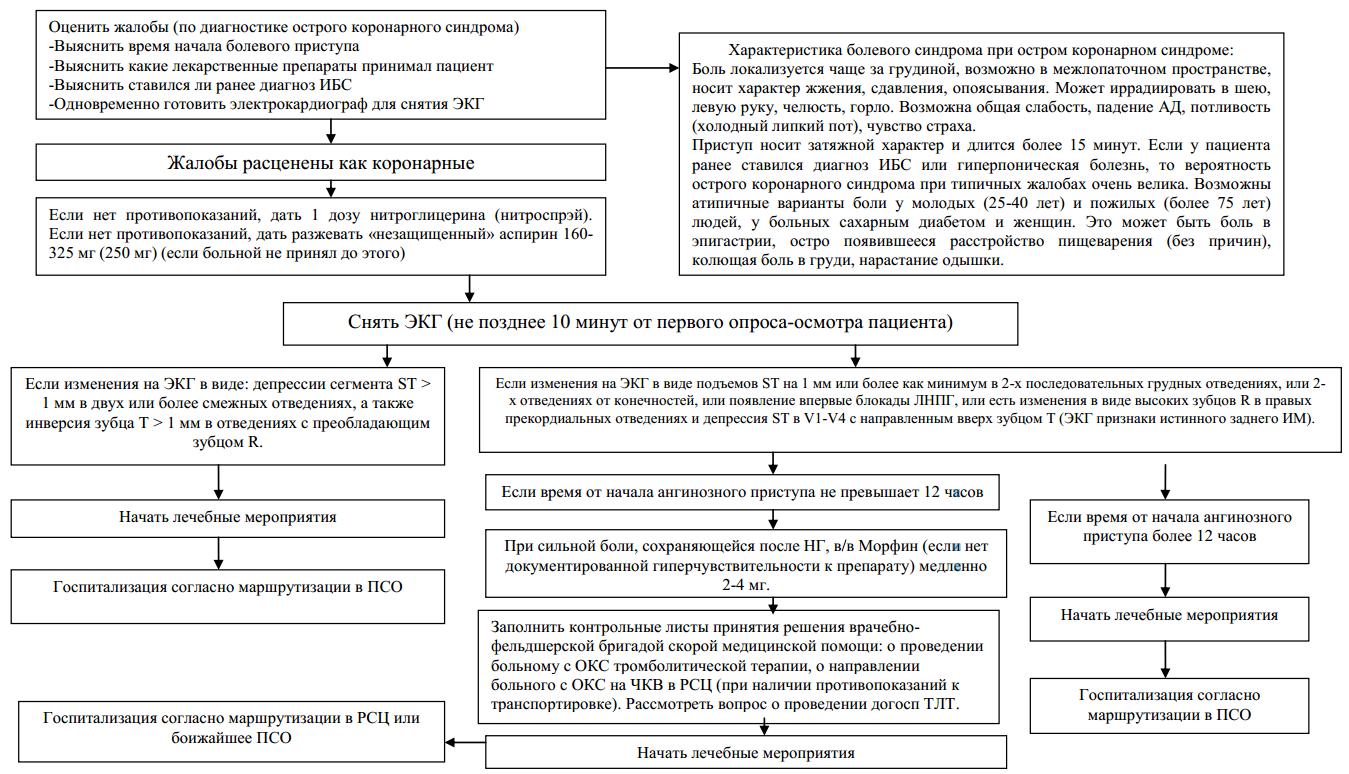 Оценить жалобы (по диагностике острого коронарного синдрома)
-Выяснить время начала болевого приступа
-Выяснить какие лекарственные препараты принимал пациент
-Выяснить ставился ли ранее диагноз ИБС
-Одновременно готовить электрокардиограф для снятия ЭКГ
Характеристика болевого синдрома при остром коронарном синдроме:
Боль локализуется чаще за грудиной, возможно в межлопаточном пространстве,
носит характер жжения, сдавления, опоясывания. Может иррадиировать в шею,
левую руку, челюсть, горло. Возможна общая слабость, падение АД, потливость
(холодный липкий пот), чувство страха.
Приступ носит затяжной характер и длится более 15 минут. Если у пациента
ранее ставился диагноз ИБС или гиперпоническая болезнь, то вероятность
острого коронарного синдрома при типичных жалобах очень велика. Возможны
атипичные варианты боли у молодых (25-40 лет) и пожилых (более 75 лет)
людей, у больных сахарным диабетом и женщин. Это может быть боль в
эпигастрии, остро появившееся расстройство пищеварения (без причин),
колющая боль в груди, нарастание одышки.
Жалобы расценены как коронарные
Если нет противопоказаний, дать 1 дозу нитроглицерина (нитроспрэй).
Если нет противопоказаний, дать разжевать «незащищенный» аспирин 160-
325 мг (250 мг) (если больной не принял до этого)
Снять ЭКГ (не позднее 10 минут от первого опроса-осмотра пациента)
Если изменения на ЭКГ в виде: депрессии сегмента ST >
1 мм в двух или более смежных отведениях, а также
инверсия зубца Т > 1 мм в отведениях с преобладающим
зубцом R.
Начать лечебные мероприятия
Госпитализация согласно маршрутизации в ПСО
Если изменения на ЭКГ в виде подъемов ST на 1 мм или более как минимум в 2-х последовательных грудных отведениях, или 2-
х отведениях от конечностей, или появление впервые блокады ЛНПГ, или есть изменения в виде высоких зубцов R в правых
прекордиальных отведениях и депрессия ST в V1-V4 с направленным вверх зубцом Т (ЭКГ признаки истинного заднего ИМ).
Если время от начала ангинозного приступа не превышает 12 часов
При сильной боли, сохраняющейся после НГ, в/в Морфин (если нет
документированной гиперчувствительности к препарату) медленно
2-4 мг.
Заполнить контрольные листы принятия решения врачебно-
фельдшерской бригадой скорой медицинской помощи: о проведении
больному с ОКС тромболитической терапии, о направлении
больного с ОКС на ЧКВ в РСЦ (при наличии противопоказаний к
транспортировке). Рассмотреть вопрос о проведении догосп ТЛТ.
Начать лечебные мероприятия
Госпитализация согласно маршрутизации в РСЦ или
боижайшее ПСО
Если время от начала ангинозного
приступа более 12 часов
Начать лечебные мероприятия
Госпитализация согласно
маршрутизации в ПСО